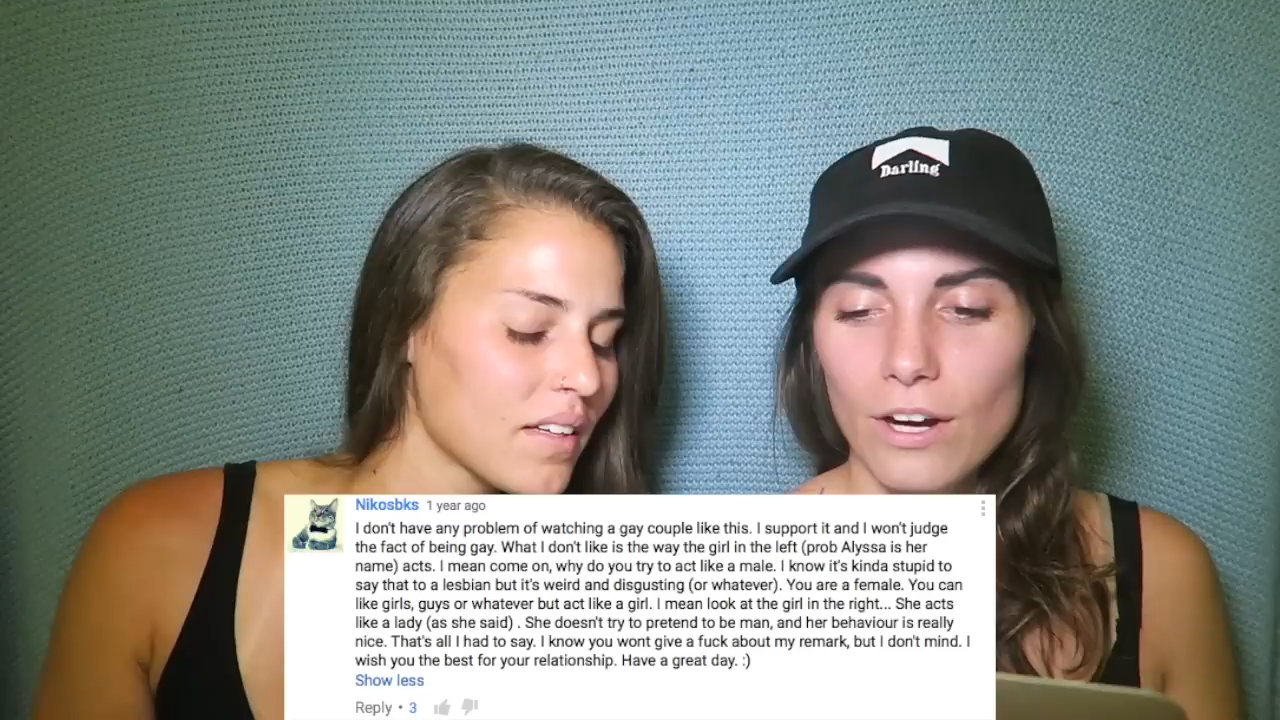 Darling
Nikosbks 1 year ago
I don't have any problem of watching a gay couple like this. I support it and I won't judge
the fact of being gay. What I don't like is the way the girl in the left (prob Alyssa is her
name) acts. I mean come on, why do you try to act like a male. I know it's kinda stupid to
say that to a lesbian but it's weird and disgusting (or whatever). You are a female. You can
like girls, guys or whatever but act like a girl. I mean look at the girl in the right... She acts
like a lady (as she said) . She doesn't try to pretend to be man, and her behaviour is really
nice. That's all I had to say. I know you wont give a fuck about my remark, but I don't mind. I
wish you the best for your relationship. Have a great day. :)
Show less
Reply • 3